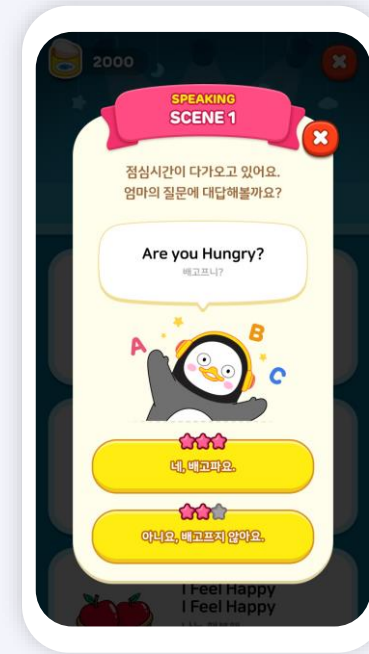 2000
SPEAKING
SCENE 1
점심시간이 다가오고 있어요.
엄마의 질문에 대답해볼까요?
Are you Hungry?
배고프니?
A
B
C
네, 배고파요.
아니요, 배고프지 않아요.
I Feel Happy
I Feel Happy